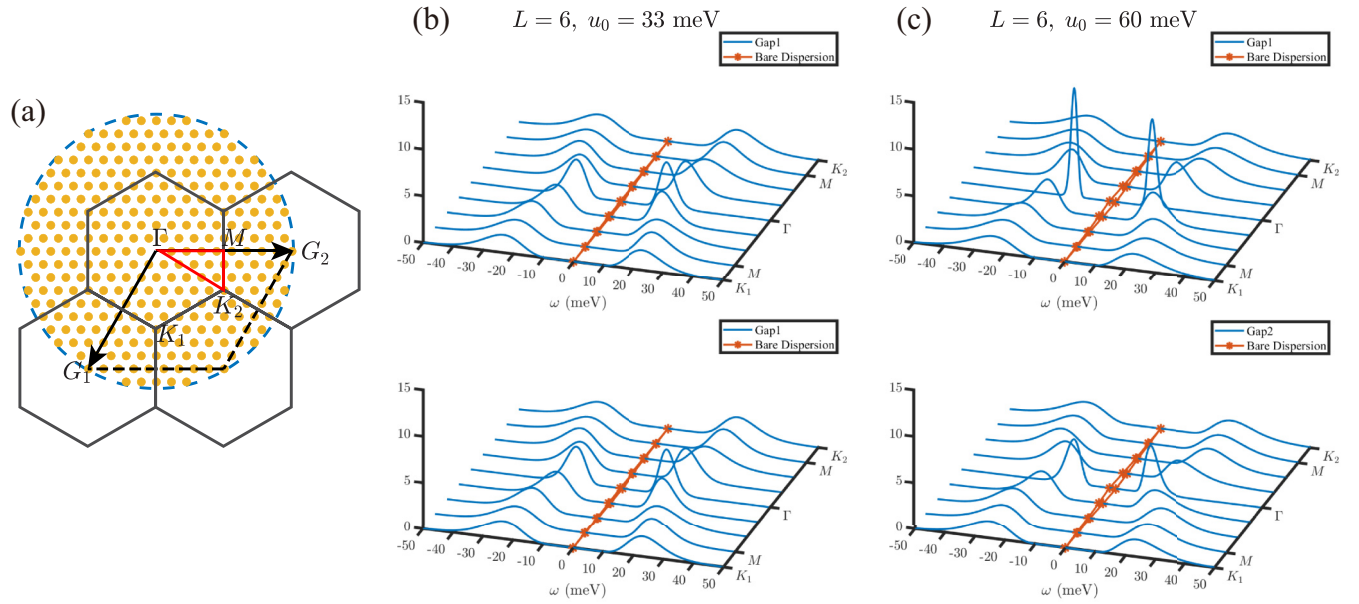 (a)
Γ
M
G₂
K₂
K₁
G₁
(b)
L = 6, u₀ = 33 meV
Gap1
Bare Dispersion
15
10
5
0
-50
-40
-30
-20
-10
0
10
20
30
40
50
ω (meV)
K₁
M
Γ
M
K₂
Gap1
Bare Dispersion
15
10
5
0
-50
-40
-30
-20
-10
0
10
20
30
40
50
ω (meV)
K₁
M
Γ
M
K₂
(c)
L = 6, u₀ = 60 meV
Gap1
Bare Dispersion
15
10
5
0
-50
-40
-30
-20
-10
0
10
20
30
40
50
ω (meV)
K₁
M
Γ
M
K₂
Gap2
Bare Dispersion
15
10
5
0
-50
-40
-30
-20
-10
0
10
20
30
40
50
ω (meV)
K₁
M
Γ
M
K₂